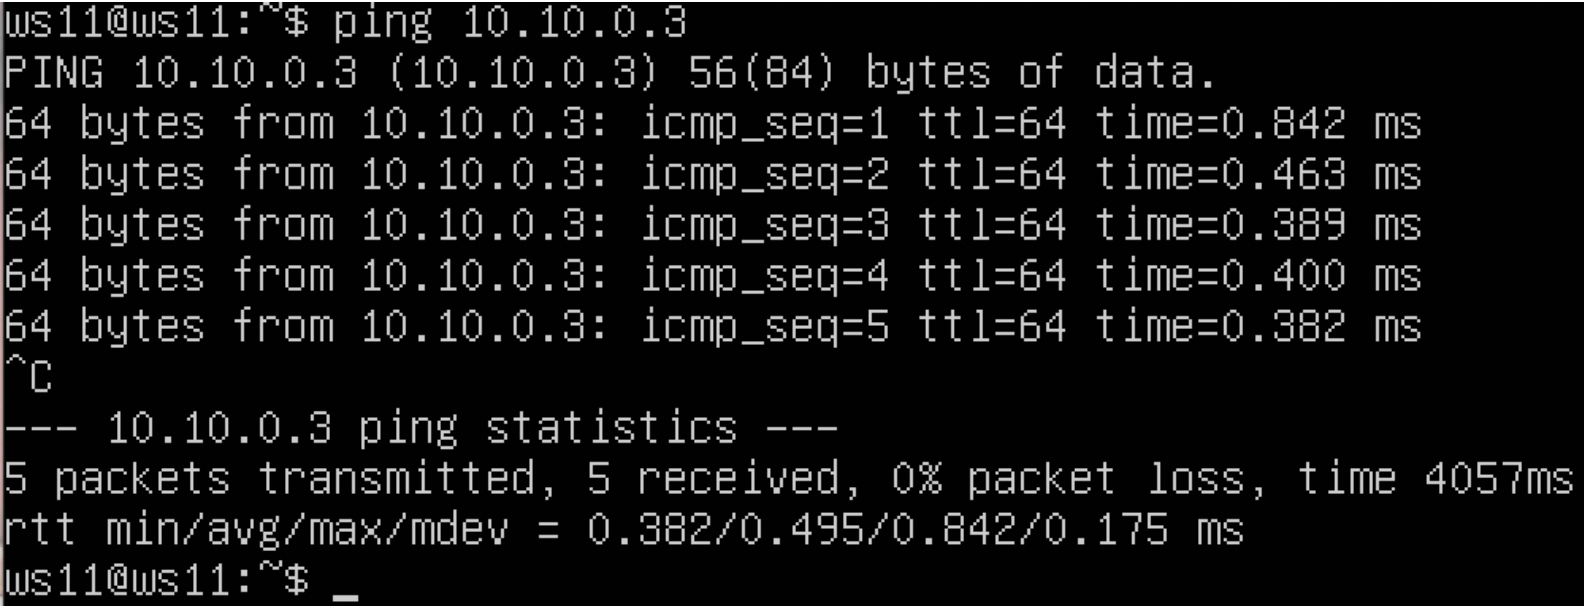 ws11@ws11:~$ ping 10.10.0.3
PING 10.10.0.3 (10.10.0.3) 56(84) bytes of data.
64 bytes from 10.10.0.3: icmp_seq=1 ttl=64 time=0.842 ms
64 bytes from 10.10.0.3: icmp_seq=2 ttl=64 time=0.463 ms
64 bytes from 10.10.0.3: icmp_seq=3 ttl=64 time=0.389 ms
64 bytes from 10.10.0.3: icmp_seq=4 ttl=64 time=0.400 ms
64 bytes from 10.10.0.3: icmp_seq=5 ttl=64 time=0.382 ms
^C
--- 10.10.0.3 ping statistics ---
5 packets transmitted, 5 received, 0% packet loss, time 4057ms
rtt min/avg/max/mdev = 0.382/0.495/0.842/0.175 ms
ws11@ws11:~$ _